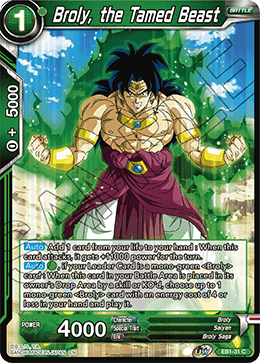 1
Broly, the Tamed Beast
BATTLE
+ 5000
Auto Add 1 card from your life to your hand : When this
card attacks, it gets +11000 power for the turn.
Auto , if your Leader Card is a mono-green <Broly>
card : When this card in your Battle Area is placed in its
owner's Drop Area by a skill or KO'd, choose up to 1
mono-green <Broly> card with an energy cost of 4 or
less in your hand and play it.
POWER
4000
Character
Broly
Special Trait
Saiyan
Era
Broly Saga
EB1-31 C